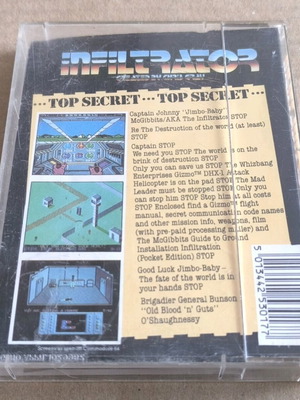 INFILTRATOR
CREATED BY CHRIS GRAY
...TOP SECRET...TOP SECRET...
Captain Johnny "Jimbo-Baby"
McGibbits/AKA The Infiltrator STOP
Re The Destruction of the world (at least)
STOP
Captain STOP
We need you STOP The world is on the
brink of destruction STOP
Only you can save us STOP The Whizbang
Enterprises Gizmo™ DHX-1 Attack
Helicopter is on the pad STOP The Mad
Leader must be stopped STOP Only you
can stop him STOP Stop him at all costs
STOP Enclosed find a Gizmo™ flight
manual, secret communication code names
and other mission info, weapons, film
(with pre-paid processing mailer) and
The McGibbits Guide to Ground
Installation Infiltration
(Pocket Edition) STOP
Good Luck Jimbo-Baby –
The fate of the world is in
your hands STOP
Brigadier General Bunson
"Old Blood 'n' Guts"
O'Shaughnessy
5 013442 530177